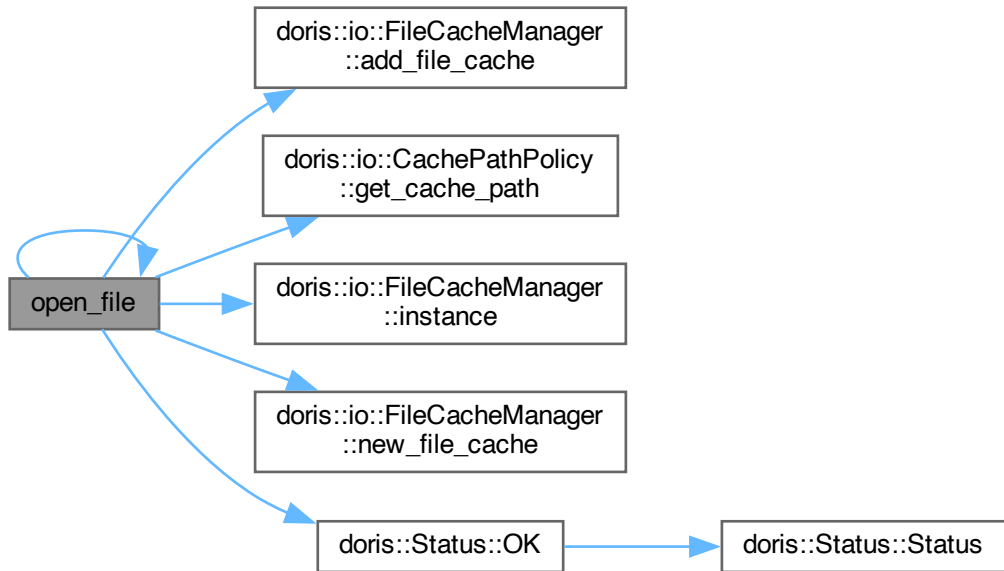 doris::io::FileCacheManager
::add_file_cache
doris::io::CachePathPolicy
::get_cache_path
open_file
doris::io::FileCacheManager
::instance
doris::io::FileCacheManager
::new_file_cache
doris::Status::OK
doris::Status::Status